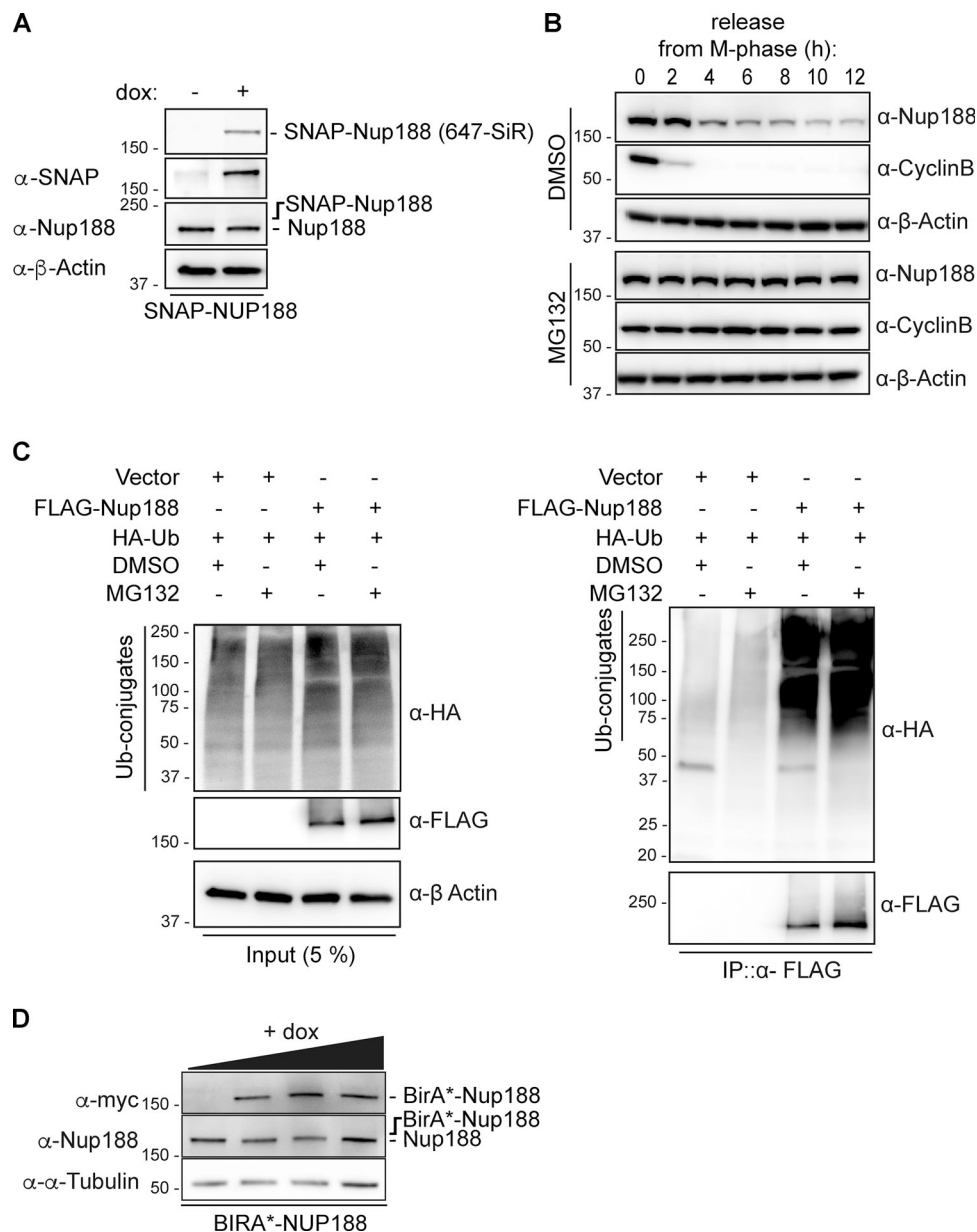 A
dox: - +
SNAP-Nup188 (647-SiR)
150 -
α-SNAP
150 -
250 -
SNAP-Nup188
α-Nup188
- Nup188
α-β-Actin
37 -
SNAP-NUP188
B
release
from M-phase (h):
0 2 4 6 8 10 12
DMSO
α-Nup188
150 -
α-CyclinB
50 -
α-β-Actin
37 -
MG132
α-Nup188
150 -
α-CyclinB
50 -
α-β-Actin
37 -
C
Vector + + - -
FLAG-Nup188 - - + +
HA-Ub + + + +
DMSO + - + -
MG132 - + - +
Ub-conjugates
250 -
150 -
100 -
75 -
50 -
37 -
α-HA
α-FLAG
150 -
α-β Actin
37 -
Input (5 %)
Vector + + - -
FLAG-Nup188 - - + +
HA-Ub + + + +
DMSO + - + -
MG132 - + - +
Ub-conjugates
250 -
150 -
100 -
75 -
50 -
37 -
25 -
20 -
α-HA
250 -
α-FLAG
IP::α- FLAG
D
+ dox
α-myc
150 -
- BirA*-Nup188
BirA*-Nup188
α-Nup188
- Nup188
150 -
α-α-Tubulin
50 -
BIRA*-NUP188